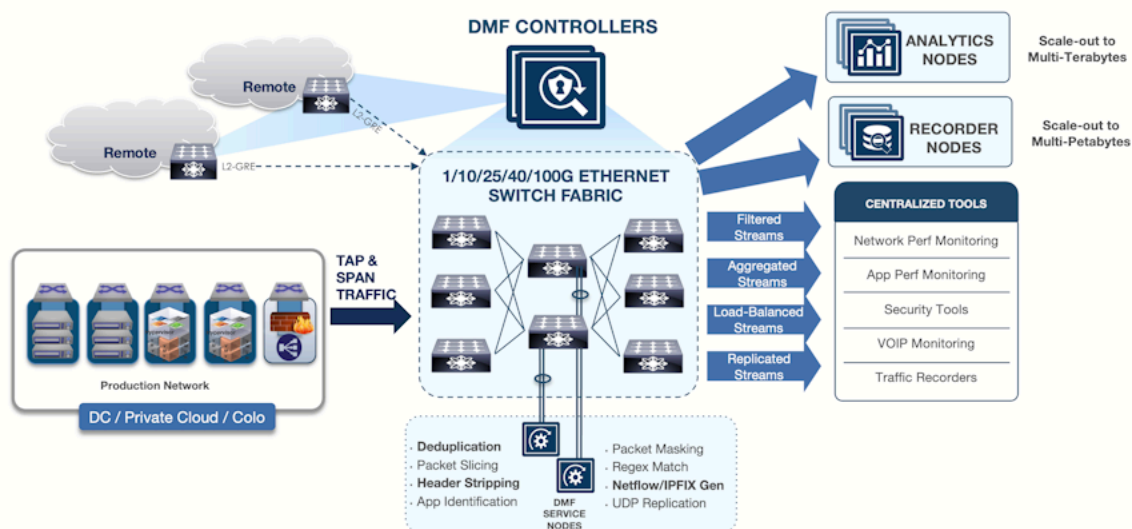 DMF CONTROLLERS
Remote
Remote
L2-GRE
L2-GRE
ANALYTICS
NODES
Scale-out to
Multi-Terabytes
RECORDER
NODES
Scale-out to
Multi-Petabytes
1/10/25/40/100G ETHERNET
SWITCH FABRIC
TAP &
SPAN
TRAFFIC
Production Network
DC / Private Cloud / Colo
Filtered
Streams
Aggregated
Streams
Load-Balanced
Streams
Replicated
Streams
CENTRALIZED TOOLS
Network Perf Monitoring
App Perf Monitoring
Security Tools
VOIP Monitoring
Traffic Recorders
· Deduplication
· Packet Slicing
· Header Stripping
· App Identification
· Packet Masking
· Regex Match
· Netflow/IPFIX Gen
· UDP Replication
DMF
SERVICE
NODES